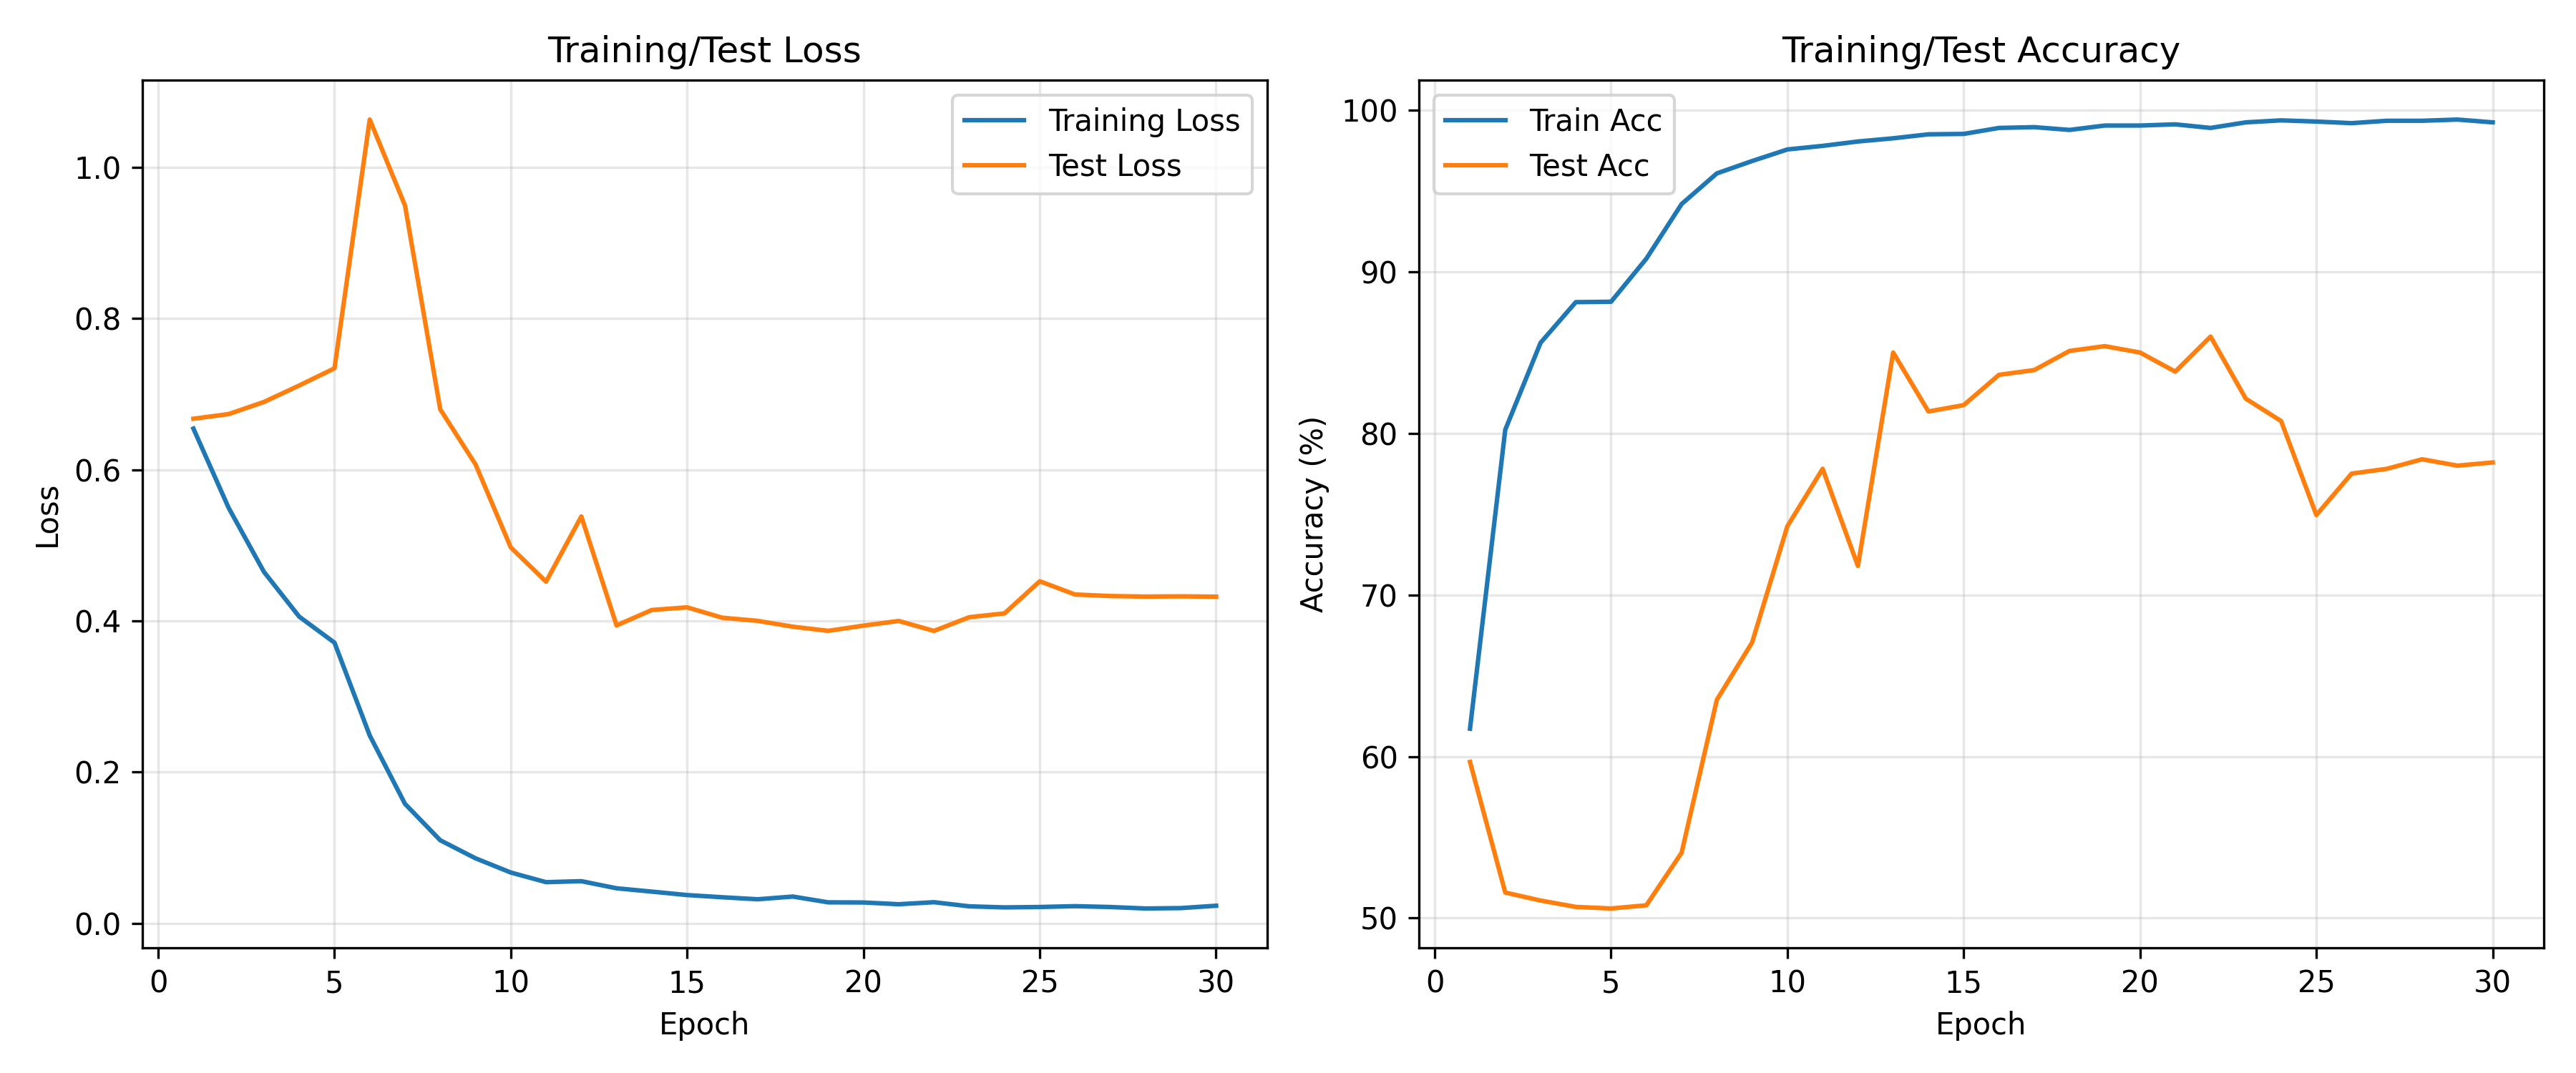 Training/Test Loss
Training Loss
Test Loss
1.0
0.8
0.6
0.4
0.2
0.0
Loss
0 5 10 15 20 25 30
Epoch
Training/Test Accuracy
Train Acc
Test Acc
100
90
80
70
60
50
Accuracy (%)
0 5 10 15 20 25 30
Epoch